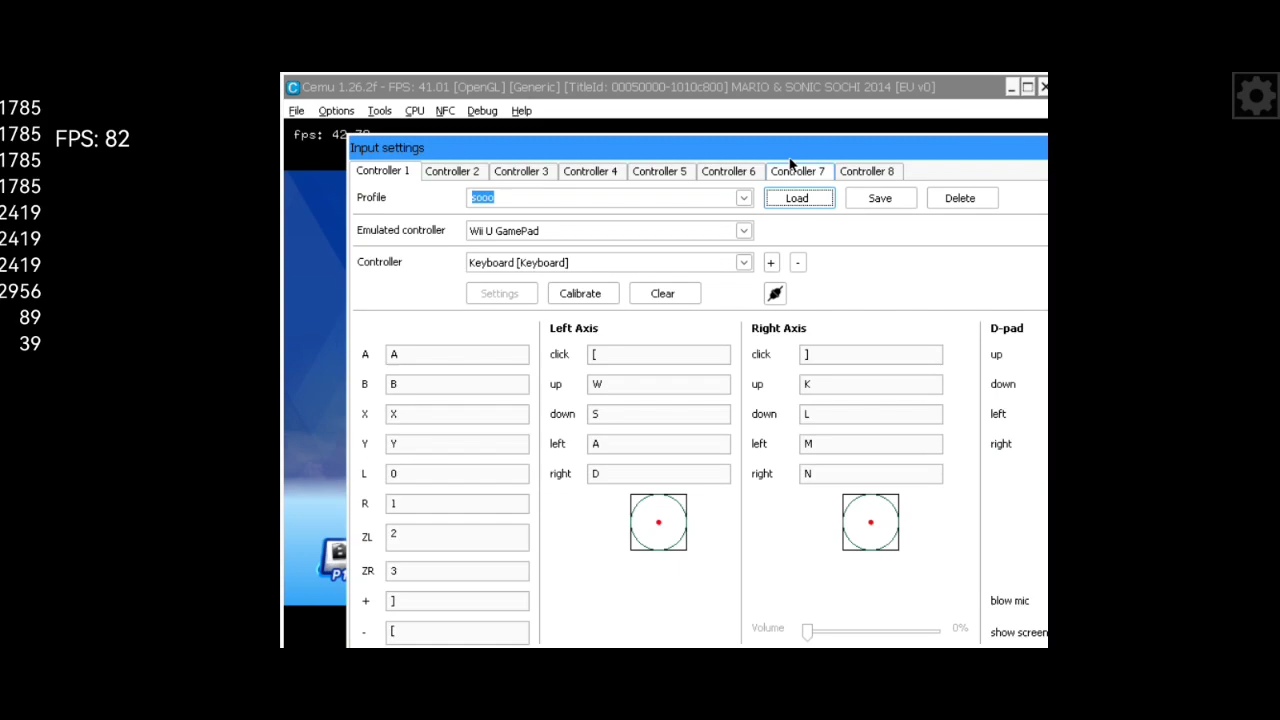 1785
1785
1785
1785
2419
2419
2419
2956
89
39
FPS: 82
Cemu 1.26.2f - FPS: 41.01 [OpenGL] [Generic] [TitleId: 00050000-1010c800] MARIO & SONIC SOCHI 2014 [EU v0]
File Options Tools CPU NFC Debug Help
fps: 42
Input settings
Controller 1 Controller 2 Controller 3 Controller 4 Controller 5 Controller 6 Controller 7 Controller 8
Profile sooo Load Save Delete
Emulated controller Wii U GamePad
Controller Keyboard [Keyboard] + -
Settings Calibrate Clear
Left Axis Right Axis D-pad
A A click [ click ] up
B B up W up K down
X X down S down L left
Y Y left A left M right
L 0 right D right N
R 1
ZL 2
ZR 3
+ ] blow mic
- [ Volume 0% show screen
P1